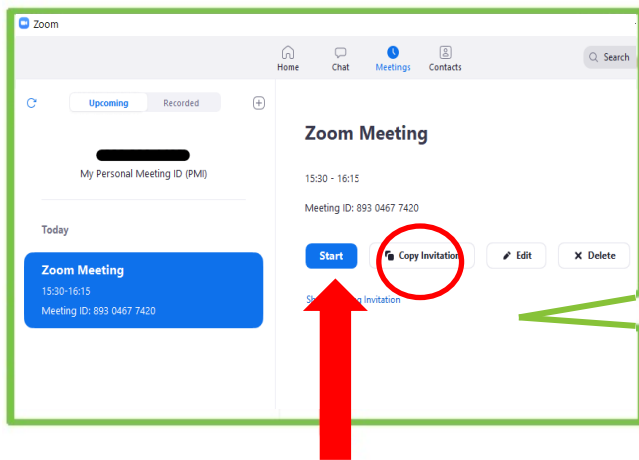 Zoom
Home Chat Meetings Contacts
Search
Upcoming Recorded
My Personal Meeting ID (PMI)
Today
Zoom Meeting
15:30-16:15
Meeting ID: 893 0467 7420
Zoom Meeting
15:30 - 16:15
Meeting ID: 893 0467 7420
Start Copy Invitation Edit Delete
Invitation